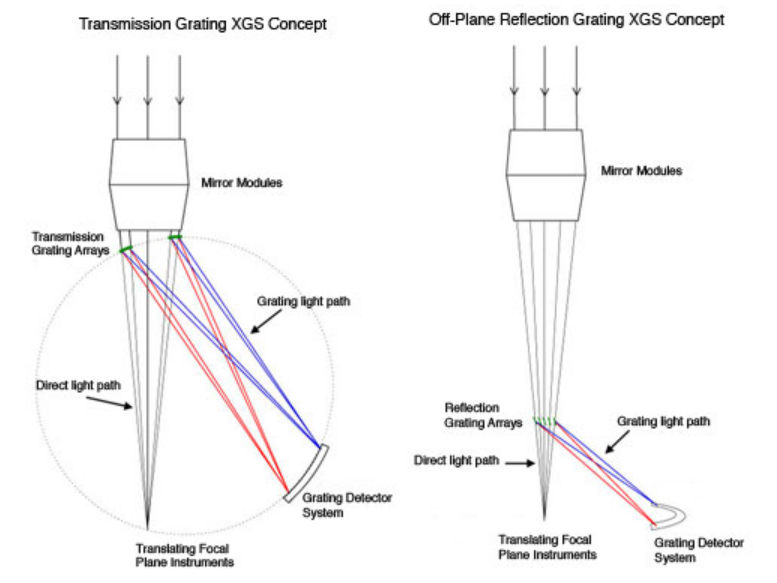 Transmission Grating XGS Concept
Mirror Modules
Transmission
Grating Arrays
Grating light path
Direct light path
Grating Detector
System
Translating Focal
Plane Instruments
Off-Plane Reflection Grating XGS Concept
Mirror Modules
Reflection
Grating Arrays
Grating light path
Direct light path
Translating Focal
Plane Instruments
Grating Detector
System